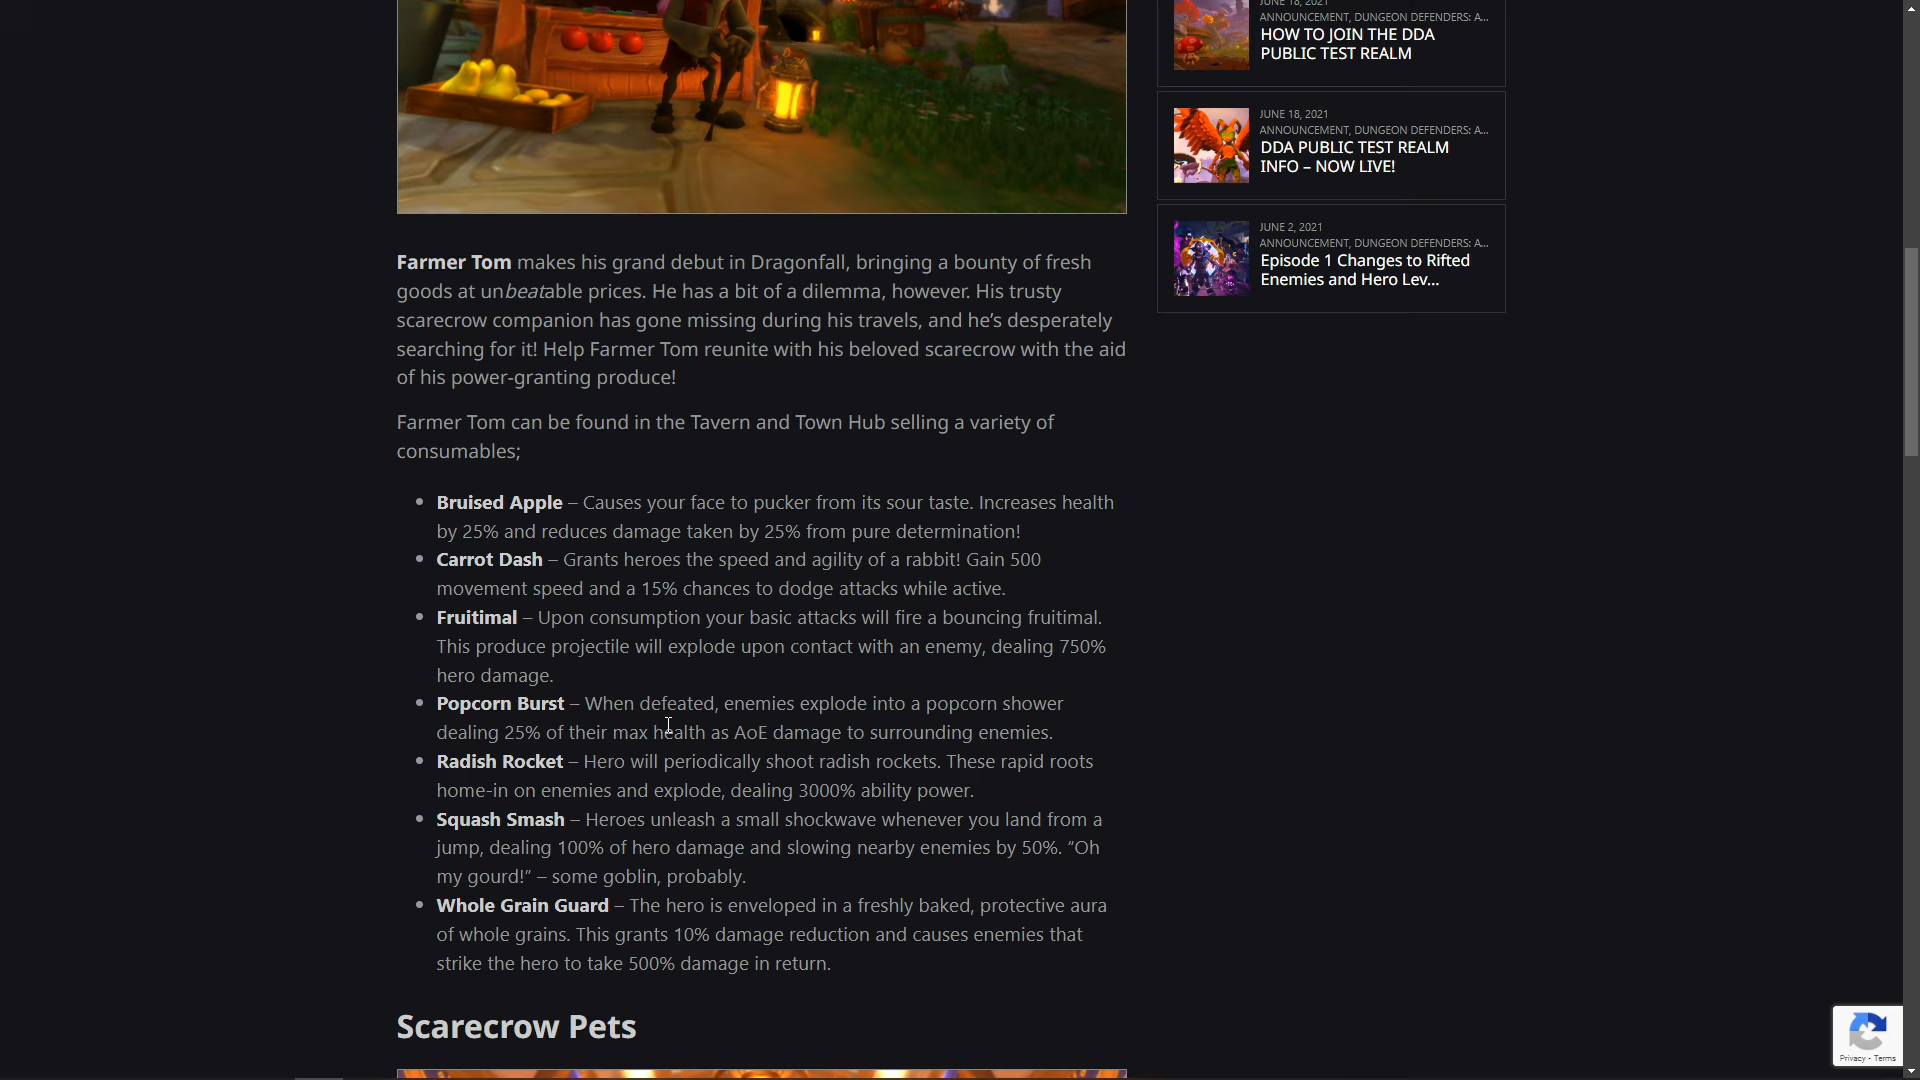 JUNE 18, 2021
ANNOUNCEMENT, DUNGEON DEFENDERS: A...
HOW TO JOIN THE DDA
PUBLIC TEST REALM
JUNE 18, 2021
ANNOUNCEMENT, DUNGEON DEFENDERS: A...
DDA PUBLIC TEST REALM
INFO – NOW LIVE!
JUNE 2, 2021
ANNOUNCEMENT, DUNGEON DEFENDERS: A...
Episode 1 Changes to Rifted
Enemies and Hero Lev...
Farmer Tom makes his grand debut in Dragonfall, bringing a bounty of fresh
goods at unbeatable prices. He has a bit of a dilemma, however. His trusty
scarecrow companion has gone missing during his travels, and he’s desperately
searching for it! Help Farmer Tom reunite with his beloved scarecrow with the aid
of his power-granting produce!
Farmer Tom can be found in the Tavern and Town Hub selling a variety of
consumables;
• Bruised Apple – Causes your face to pucker from its sour taste. Increases health
by 25% and reduces damage taken by 25% from pure determination!
• Carrot Dash – Grants heroes the speed and agility of a rabbit! Gain 500
movement speed and a 15% chances to dodge attacks while active.
• Fruitimal – Upon consumption your basic attacks will fire a bouncing fruitimal.
This produce projectile will explode upon contact with an enemy, dealing 750%
hero damage.
• Popcorn Burst – When defeated, enemies explode into a popcorn shower
dealing 25% of their max health as AoE damage to surrounding enemies.
• Radish Rocket – Hero will periodically shoot radish rockets. These rapid roots
home-in on enemies and explode, dealing 3000% ability power.
• Squash Smash – Heroes unleash a small shockwave whenever you land from a
jump, dealing 100% of hero damage and slowing nearby enemies by 50%. “Oh
my gourd!” – some goblin, probably.
• Whole Grain Guard – The hero is enveloped in a freshly baked, protective aura
of whole grains. This grants 10% damage reduction and causes enemies that
strike the hero to take 500% damage in return.
Scarecrow Pets
Privacy - Terms